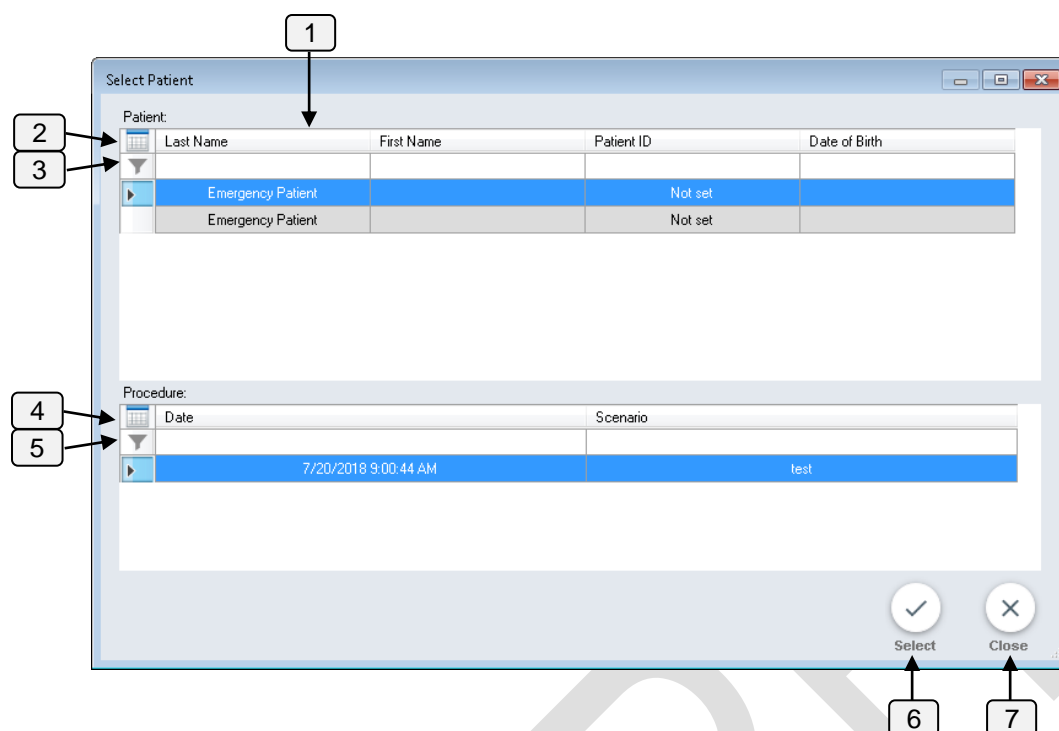 1
Select Patient
Patient:
2
Last Name First Name Patient ID Date of Birth
3
Emergency Patient Not set
Emergency Patient Not set
Procedure:
4
Date Scenario
5
7/20/2018 9:00:44 AM test
Select Close
6 7